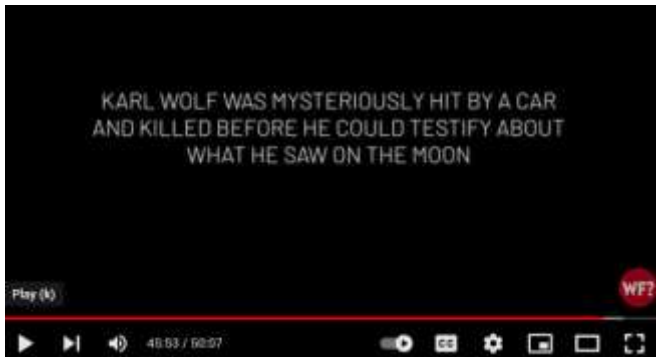 KARL WOLF WAS MYSTERIOUSLY HIT BY A CAR
AND KILLED BEFORE HE COULD TESTIFY ABOUT
WHAT HE SAW ON THE MOON
WF?
Play (k)
CC